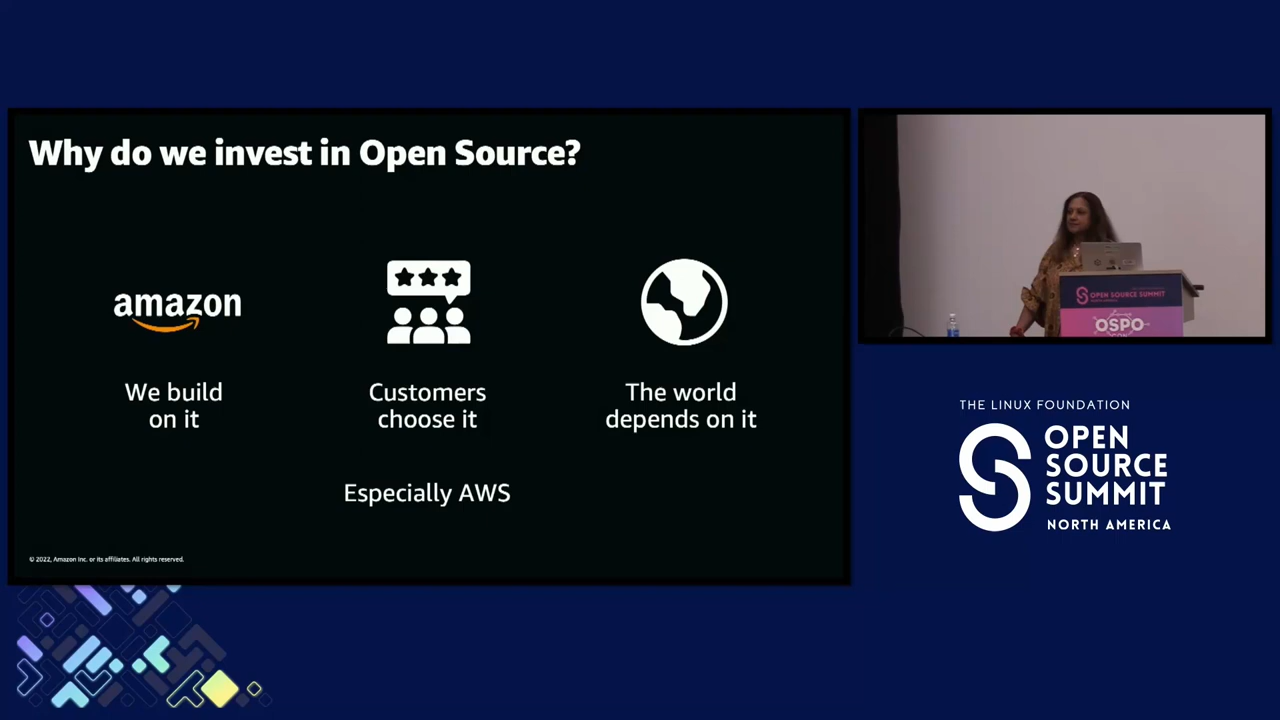 Why do we invest in Open Source?
amazon
We build
on it
Customers
choose it
The world
depends on it
Especially AWS
© 2022, Amazon Inc. or its affiliates. All rights reserved.
OPEN SOURCE SUMMIT
OSPO
CON
THE LINUX FOUNDATION
OPEN
SOURCE
SUMMIT
NORTH AMERICA